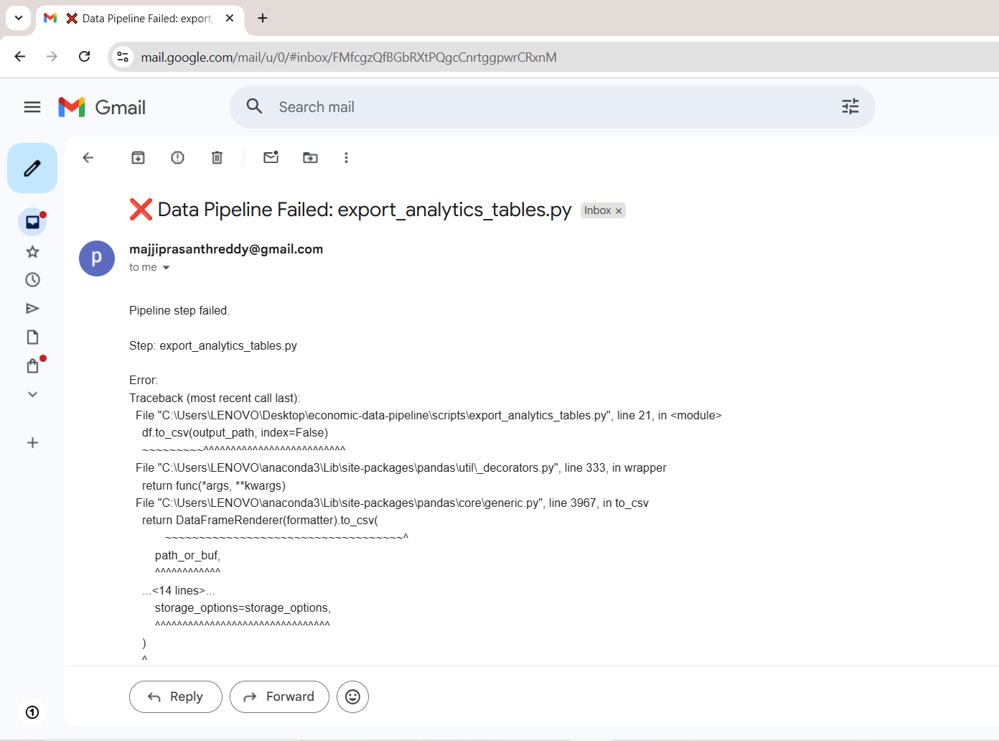 Data Pipeline Failed: export_
mail.google.com/mail/u/0/#inbox/FMfcgzQfBGbRXtPQgcCnrtggpwrCRxnM
Gmail
Search mail
❌ Data Pipeline Failed: export_analytics_tables.py
Inbox ×
p
majjiprasanthreddy@gmail.com
to me
Pipeline step failed.
Step: export_analytics_tables.py
Error:
Traceback (most recent call last):
File "C:\Users\LENOVO\Desktop\economic-data-pipeline\scripts\export_analytics_tables.py", line 21, in <module>
df.to_csv(output_path, index=False)
~~~~~~~~~^^^^^^^^^^^^^^^^^^^^^^^^^^
File "C:\Users\LENOVO\anaconda3\Lib\site-packages\pandas\util\_decorators.py", line 333, in wrapper
return func(*args, **kwargs)
File "C:\Users\LENOVO\anaconda3\Lib\site-packages\pandas\core\generic.py", line 3967, in to_csv
return DataFrameRenderer(formatter).to_csv(
~~~~~~~~~~~~~~~~~~~~~~~~~~~~~~~~~~~^
path_or_buf,
^^^^^^^^^^^^
...<14 lines>...
storage_options=storage_options,
^^^^^^^^^^^^^^^^^^^^^^^^^^^^^^^^
)
^
Reply
Forward
1